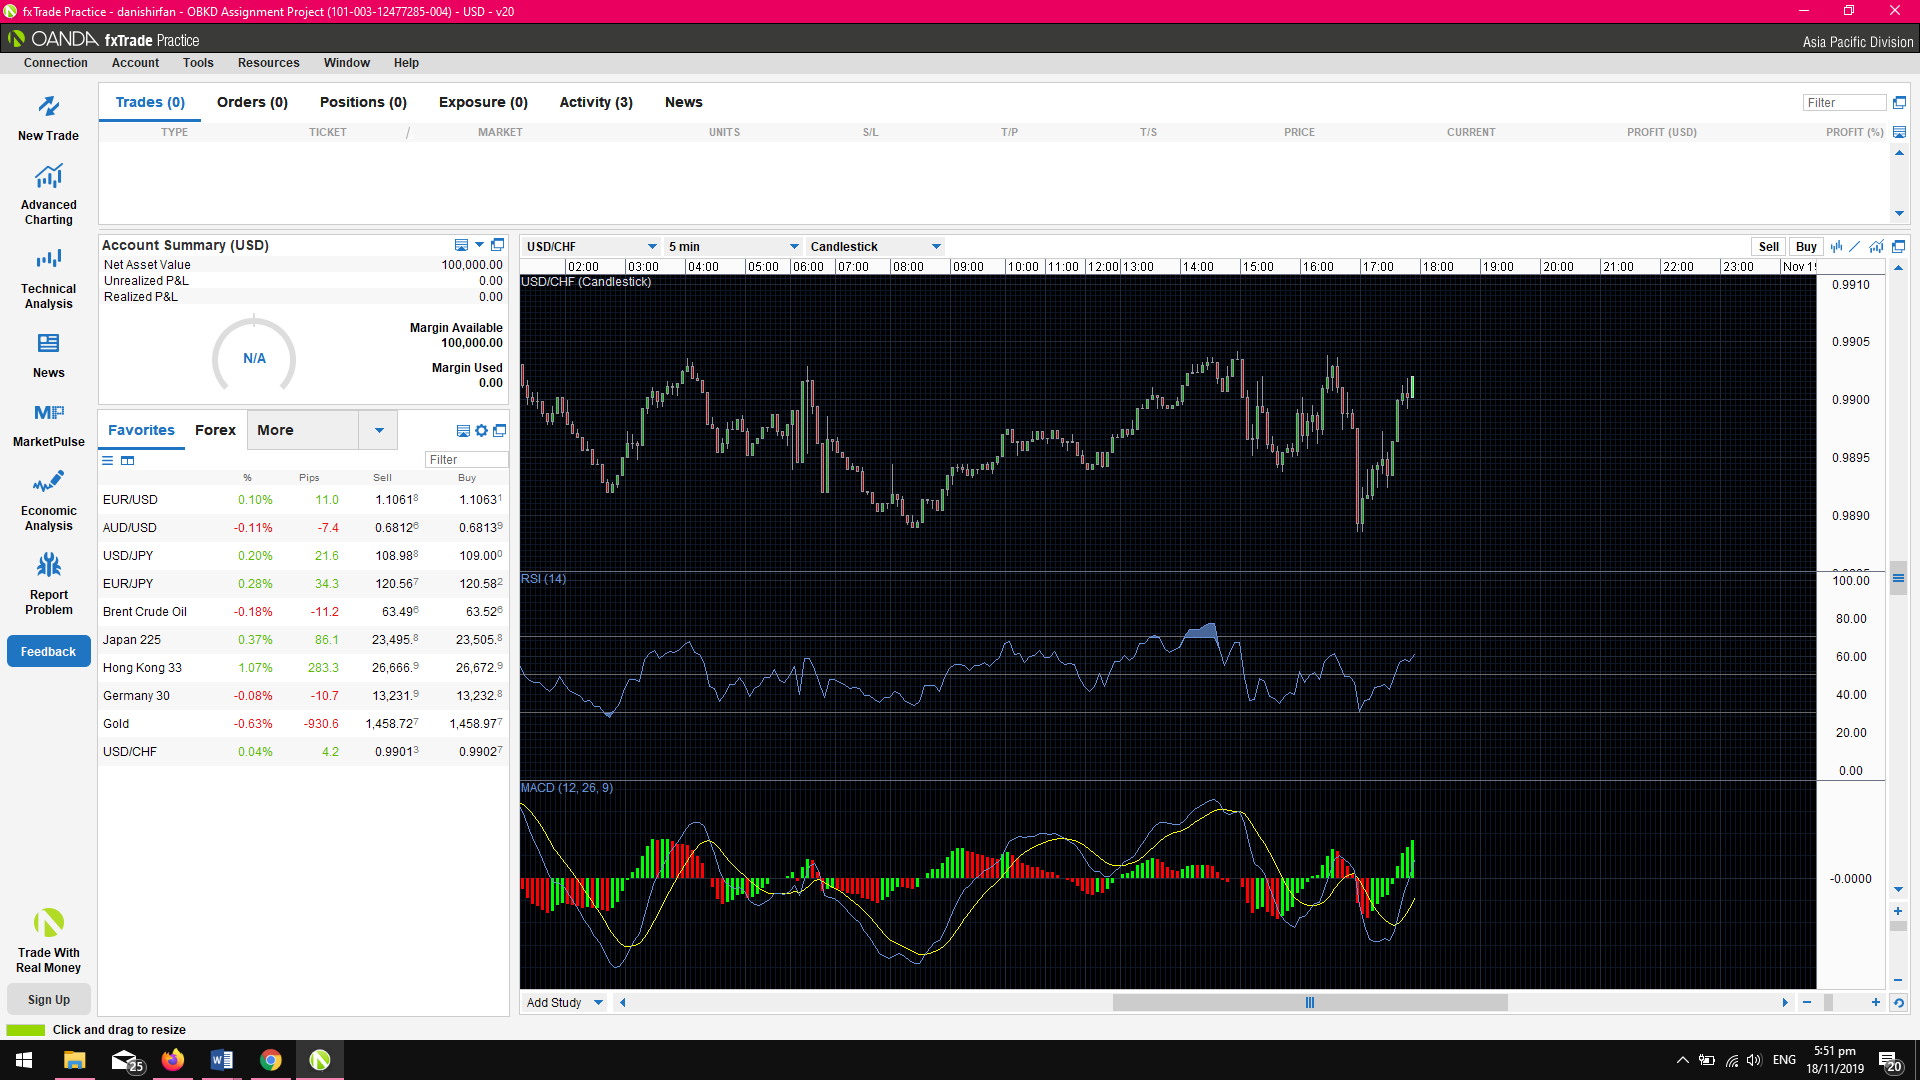 fxTrade Practice - danishirfan - OBKD Assignment Project (101-003-12477285-004) - USD - v20
OANDA fxTrade Practice
Asia Pacific Division
Connection Account Tools Resources Window Help
New Trade
Advanced Charting
Technical Analysis
News
MarketPulse
Economic Analysis
Report Problem
Feedback
Trade With Real Money
Sign Up
Trades (0) Orders (0) Positions (0) Exposure (0) Activity (3) News
Filter
TYPE TICKET / MARKET UNITS S/L T/P T/S PRICE CURRENT PROFIT (USD) PROFIT (%)
Account Summary (USD)
Net Asset Value 100,000.00
Unrealized P&L 0.00
Realized P&L 0.00
N/A
Margin Available
100,000.00
Margin Used
0.00
Favorites Forex More
Filter
% Pips Sell Buy
EUR/USD 0.10% 11.0 1.10618 1.10631
AUD/USD -0.11% -7.4 0.68126 0.68139
USD/JPY 0.20% 21.6 108.988 109.000
EUR/JPY 0.28% 34.3 120.567 120.582
Brent Crude Oil -0.18% -11.2 63.496 63.526
Japan 225 0.37% 86.1 23,495.8 23,505.8
Hong Kong 33 1.07% 283.3 26,666.9 26,672.9
Germany 30 -0.08% -10.7 13,231.9 13,232.8
Gold -0.63% -930.6 1,458.727 1,458.977
USD/CHF 0.04% 4.2 0.99013 0.99027
USD/CHF 5 min Candlestick Sell Buy
02:00 03:00 04:00 05:00 06:00 07:00 08:00 09:00 10:00 11:00 12:00 13:00 14:00 15:00 16:00 17:00 18:00 19:00 20:00 21:00 22:00 23:00 Nov
USD/CHF (Candlestick)
0.9910
0.9905
0.9900
0.9895
0.9890
RSI (14)
100.00
80.00
60.00
40.00
20.00
0.00
MACD (12, 26, 9)
-0.0000
Add Study
Click and drag to resize
25
ENG
5:51 pm
18/11/2019
20